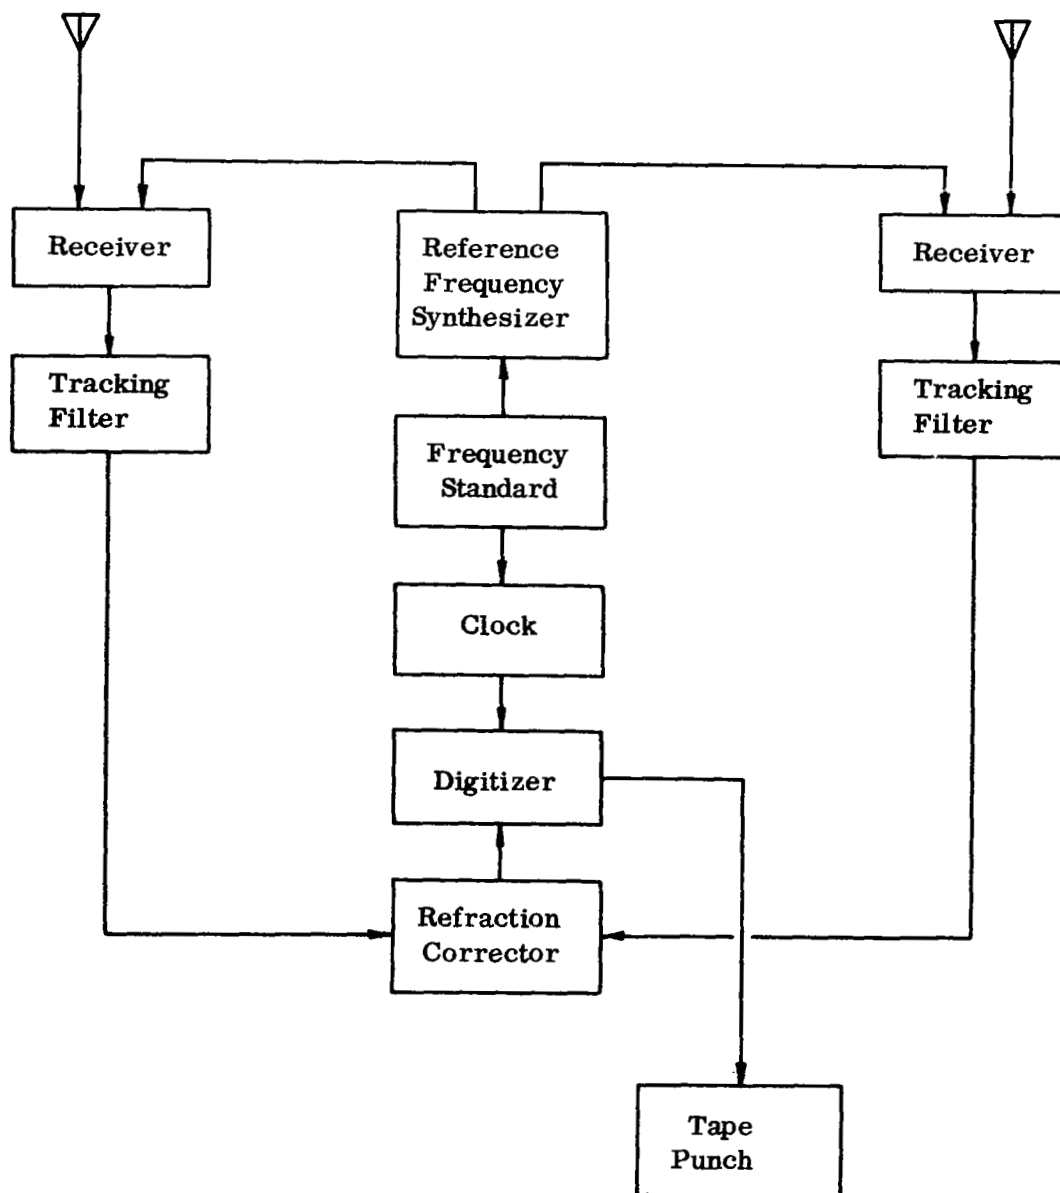 Receiver
Reference
Frequency
Synthesizer
Receiver
Tracking
Filter
Tracking
Filter
Frequency
Standard
Clock
Digitizer
Refraction
Corrector
Tape
Punch